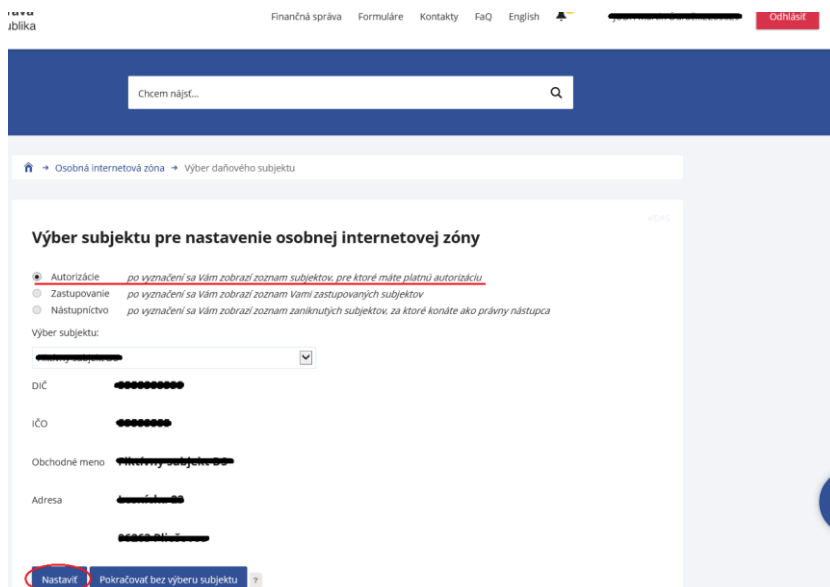 ublika
Finančná správa Formuláre Kontakty FaQ English Odhlásiť
Chcem nájsť...
Osobná internetová zóna → Výber daňového subjektu
eIDAS
Výber subjektu pre nastavenie osobnej internetovej zóny
Autorizácie po vyznačení sa Vám zobrazí zoznam subjektov, pre ktoré máte platnú autorizáciu
Zastupovanie po vyznačení sa Vám zobrazí zoznam Vami zastupovaných subjektov
Nástupníctvo po vyznačení sa Vám zobrazí zoznam zaniknutých subjektov, za ktoré konáte ako právny nástupca
Výber subjektu:
DIČ
IČO
Obchodné meno
Adresa
Nastaviť Pokračovať bez výberu subjektu ?